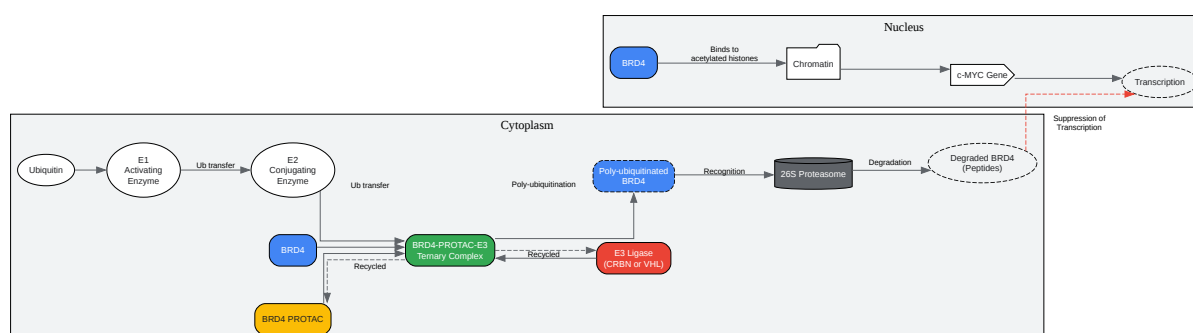 Nucleus
BRD4
Binds to
acetylated histones
Chromatin
c-MYC Gene
Transcription
Suppression of
Transcription
Cytoplasm
Ubiquitin
E1
Activating
Enzyme
Ub transfer
E2
Conjugating
Enzyme
Ub transfer
Poly-ubiquitination
Poly-ubiquitinated
BRD4
Recognition
26S Proteasome
Degradation
Degraded BRD4
(Peptides)
BRD4
BRD4-PROTAC-E3
Ternary Complex
Recycled
E3 Ligase
(CRBN or VHL)
Recycled
BRD4 PROTAC